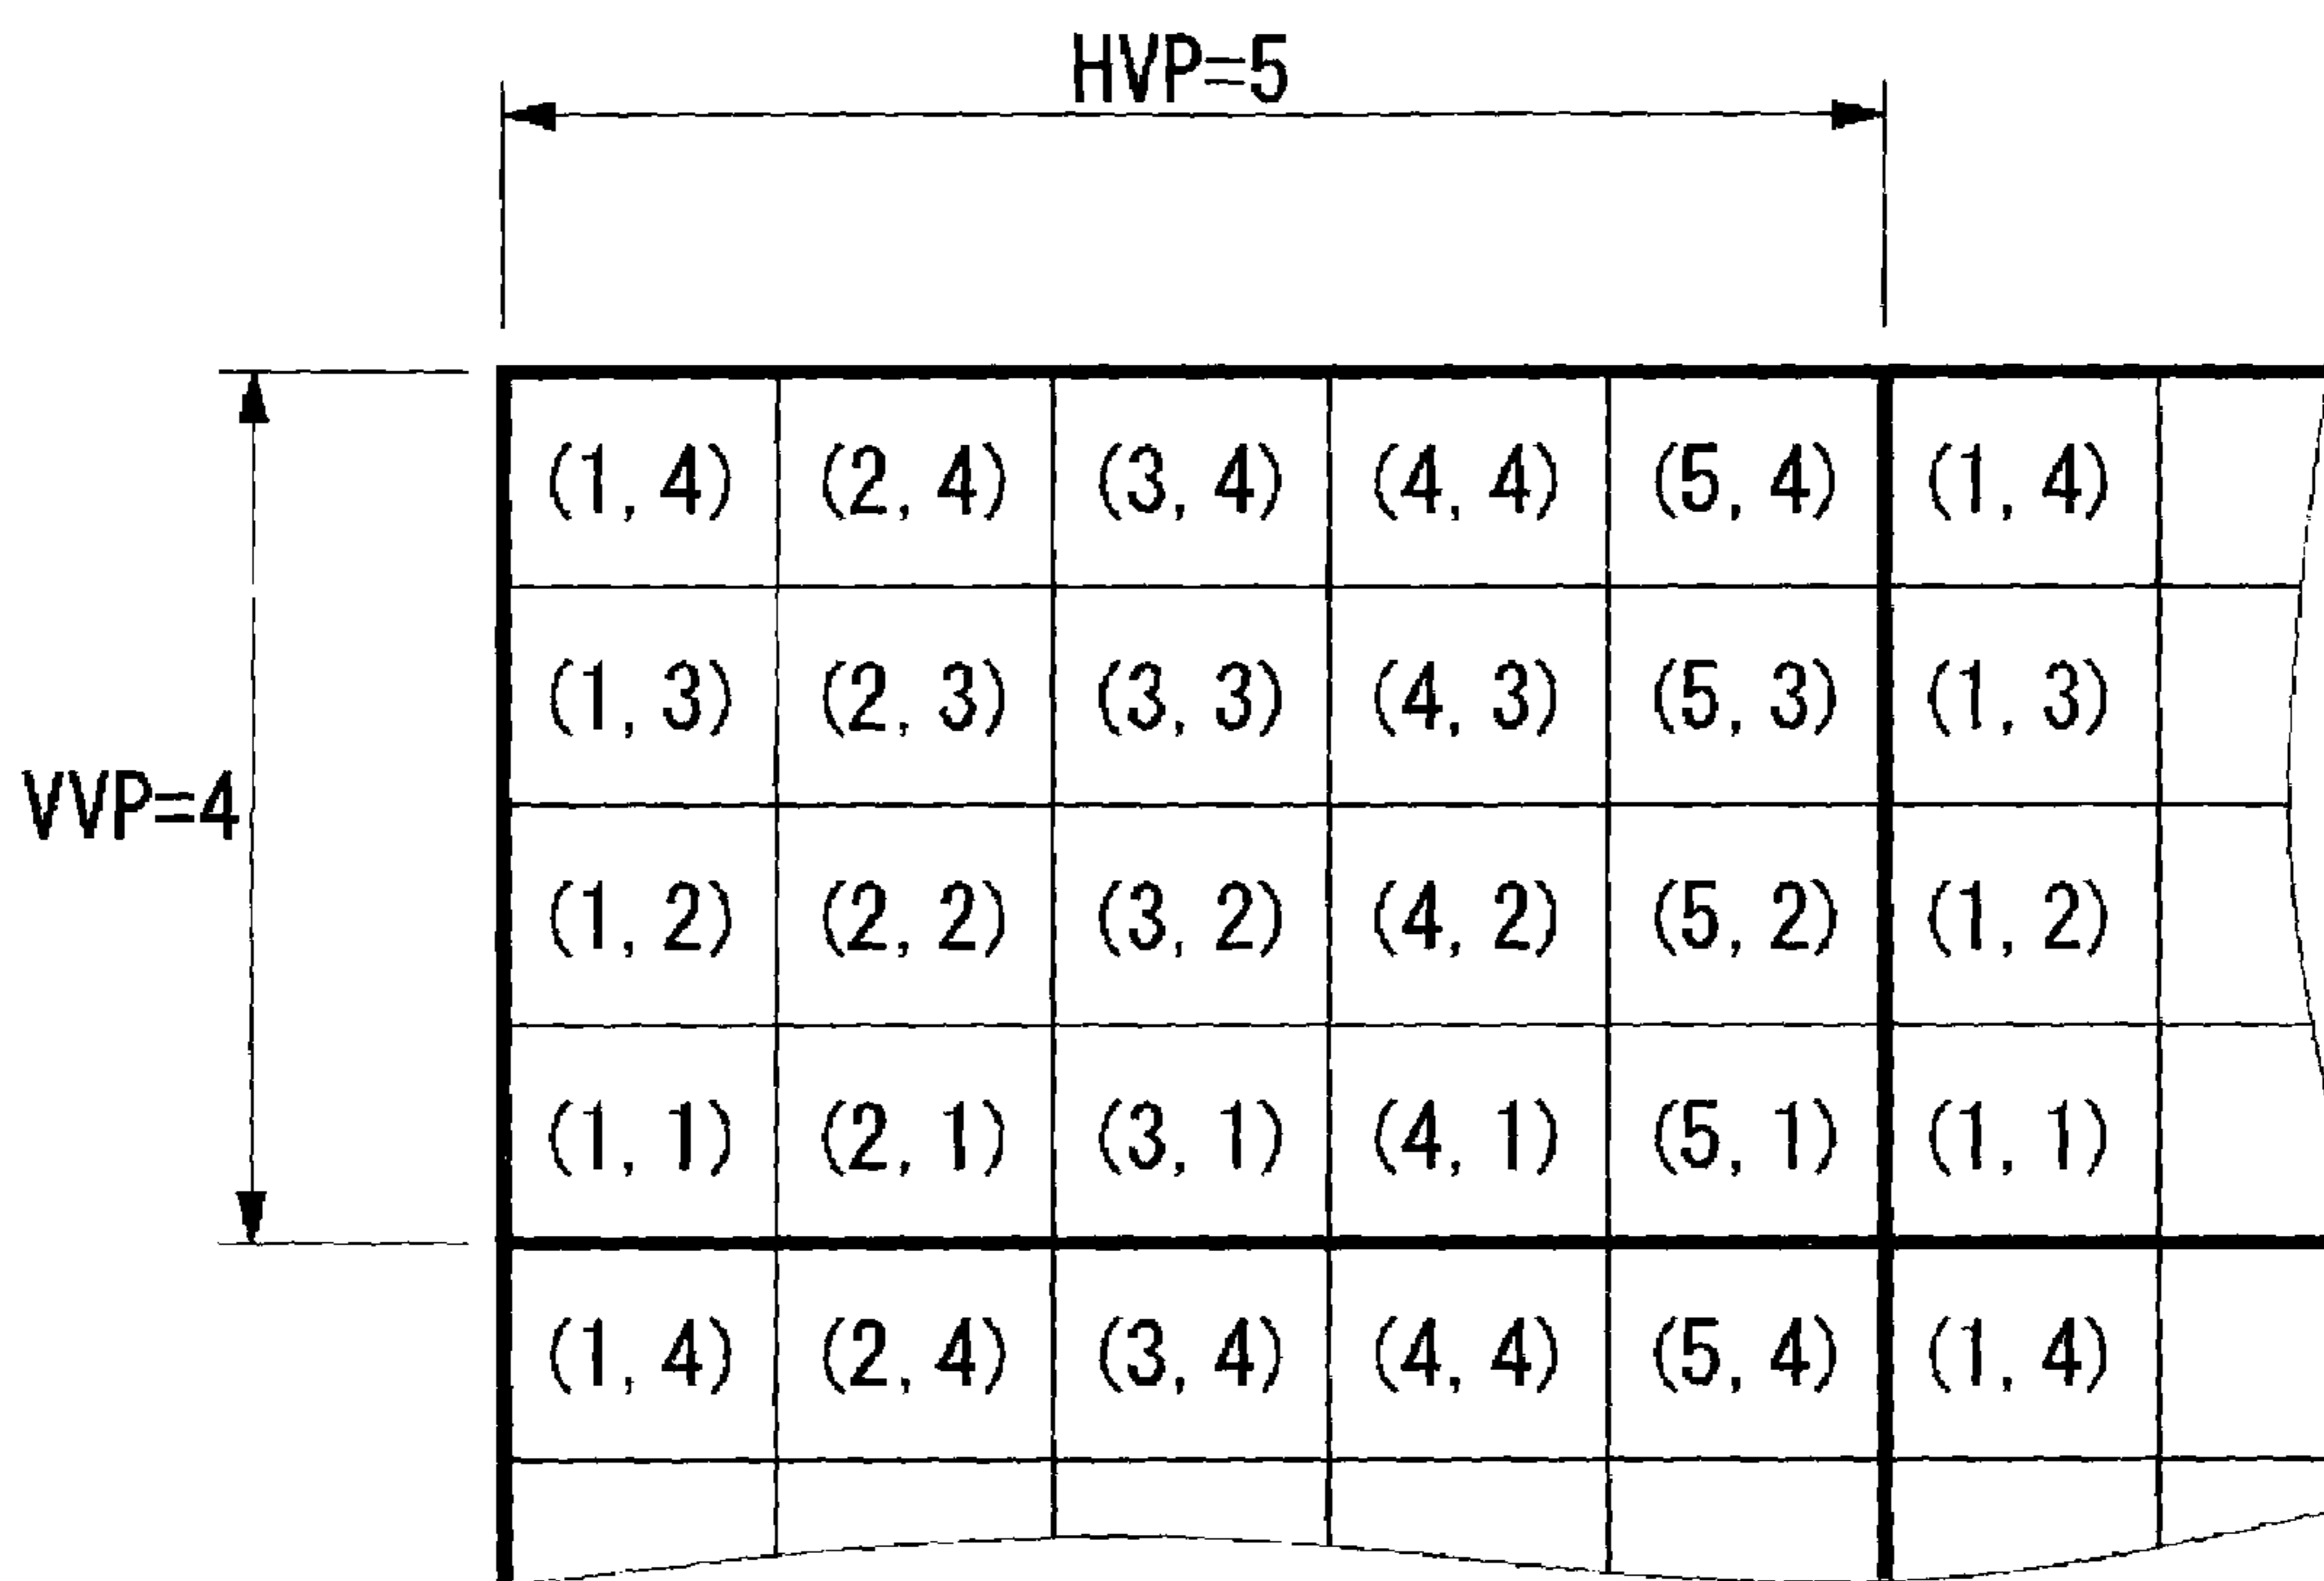 HVP=5
(1, 4) (2, 4) (3, 4) (4, 4) (5, 4) (1, 4)
(1, 3) (2, 3) (3, 3) (4, 3) (5, 3) (1, 3)
VVP=4
(1, 2) (2, 2) (3, 2) (4, 2) (5, 2) (1, 2)
(1, 1) (2, 1) (3, 1) (4, 1) (5, 1) (1, 1)
(1, 4) (2, 4) (3, 4) (4, 4) (5, 4) (1, 4)